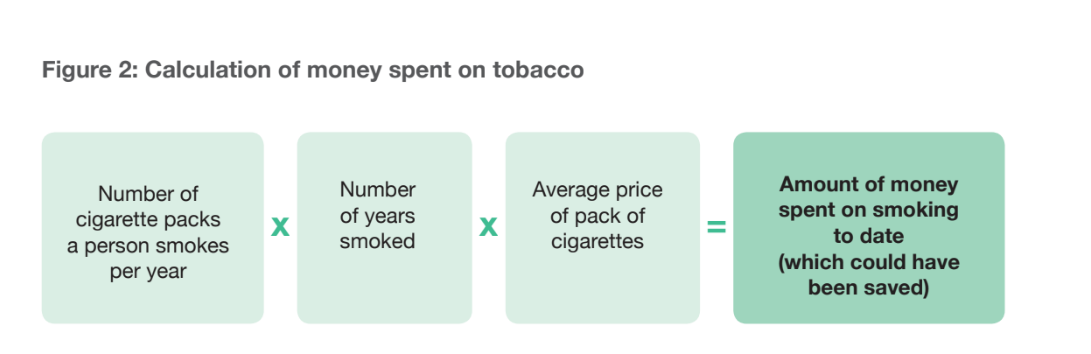 Figure 2: Calculation of money spent on tobacco
Number of
cigarette packs
a person smokes
per year
x
Number
of years
smoked
x
Average price
of pack of
cigarettes
=
Amount of money
spent on smoking
to date
(which could have
been saved)